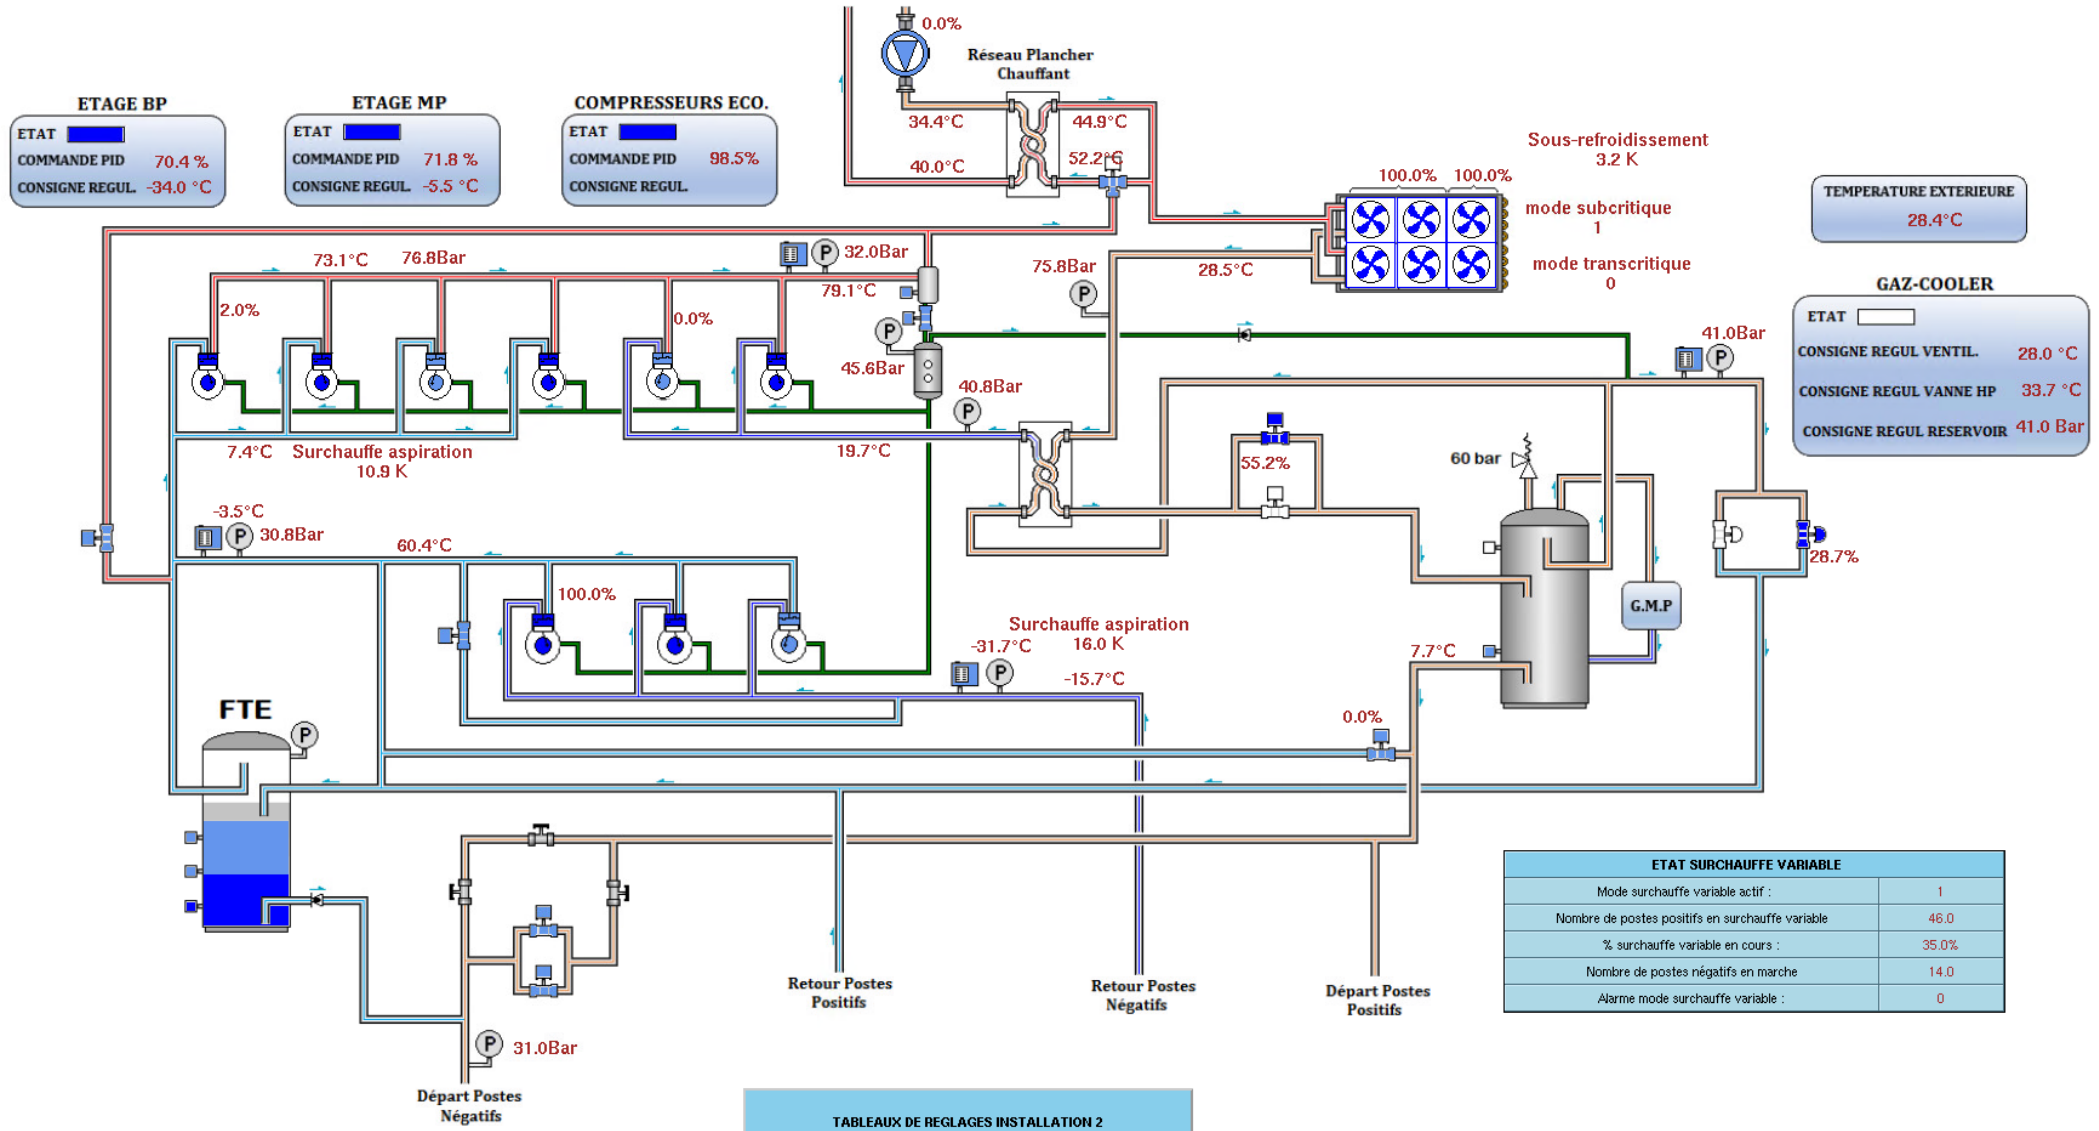 0.0%
Réseau Plancher
Chauffant
ETAGE BP
ETAT
COMMANDE PID 70.4 %
CONSIGNE REGUL. -34.0 °C
ETAGE MP
ETAT
COMMANDE PID 71.8 %
CONSIGNE REGUL. -5.5 °C
COMPRESSEURS ECO.
ETAT
COMMANDE PID 98.5%
CONSIGNE REGUL.
34.4°C
44.9°C
40.0°C
52.2°C
Sous-refroidissement
3.2 K
100.0% 100.0%
mode subcritique
1
mode transcritique
0
TEMPERATURE EXTERIEURE
28.4°C
GAZ-COOLER
ETAT
CONSIGNE REGUL VENTIL. 28.0 °C
CONSIGNE REGUL VANNE HP 33.7 °C
CONSIGNE REGUL RESERVOIR 41.0 Bar
73.1°C
76.8Bar
P
32.0Bar
79.1°C
75.8Bar
P
28.5°C
2.0%
0.0%
P
45.6Bar
41.0Bar
P
40.8Bar
P
7.4°C
Surchauffe aspiration
10.9 K
19.7°C
55.2%
60 bar
-3.5°C
P
30.8Bar
60.4°C
28.7%
100.0%
G.M.P
Surchauffe aspiration
16.0 K
-31.7°C
P
-15.7°C
7.7°C
FTE
P
0.0%
Retour Postes
Positifs
Retour Postes
Négatifs
Départ Postes
Positifs
P
31.0Bar
Départ Postes
Négatifs
ETAT SURCHAUFFE VARIABLE
Mode surchauffe variable actif : 1
Nombre de postes positifs en surchauffe variable 46.0
% surchauffe variable en cours : 35.0%
Nombre de postes négatifs en marche 14.0
Alarme mode surchauffe variable : 0
TABLEAUX DE REGLAGES INSTALLATION 2